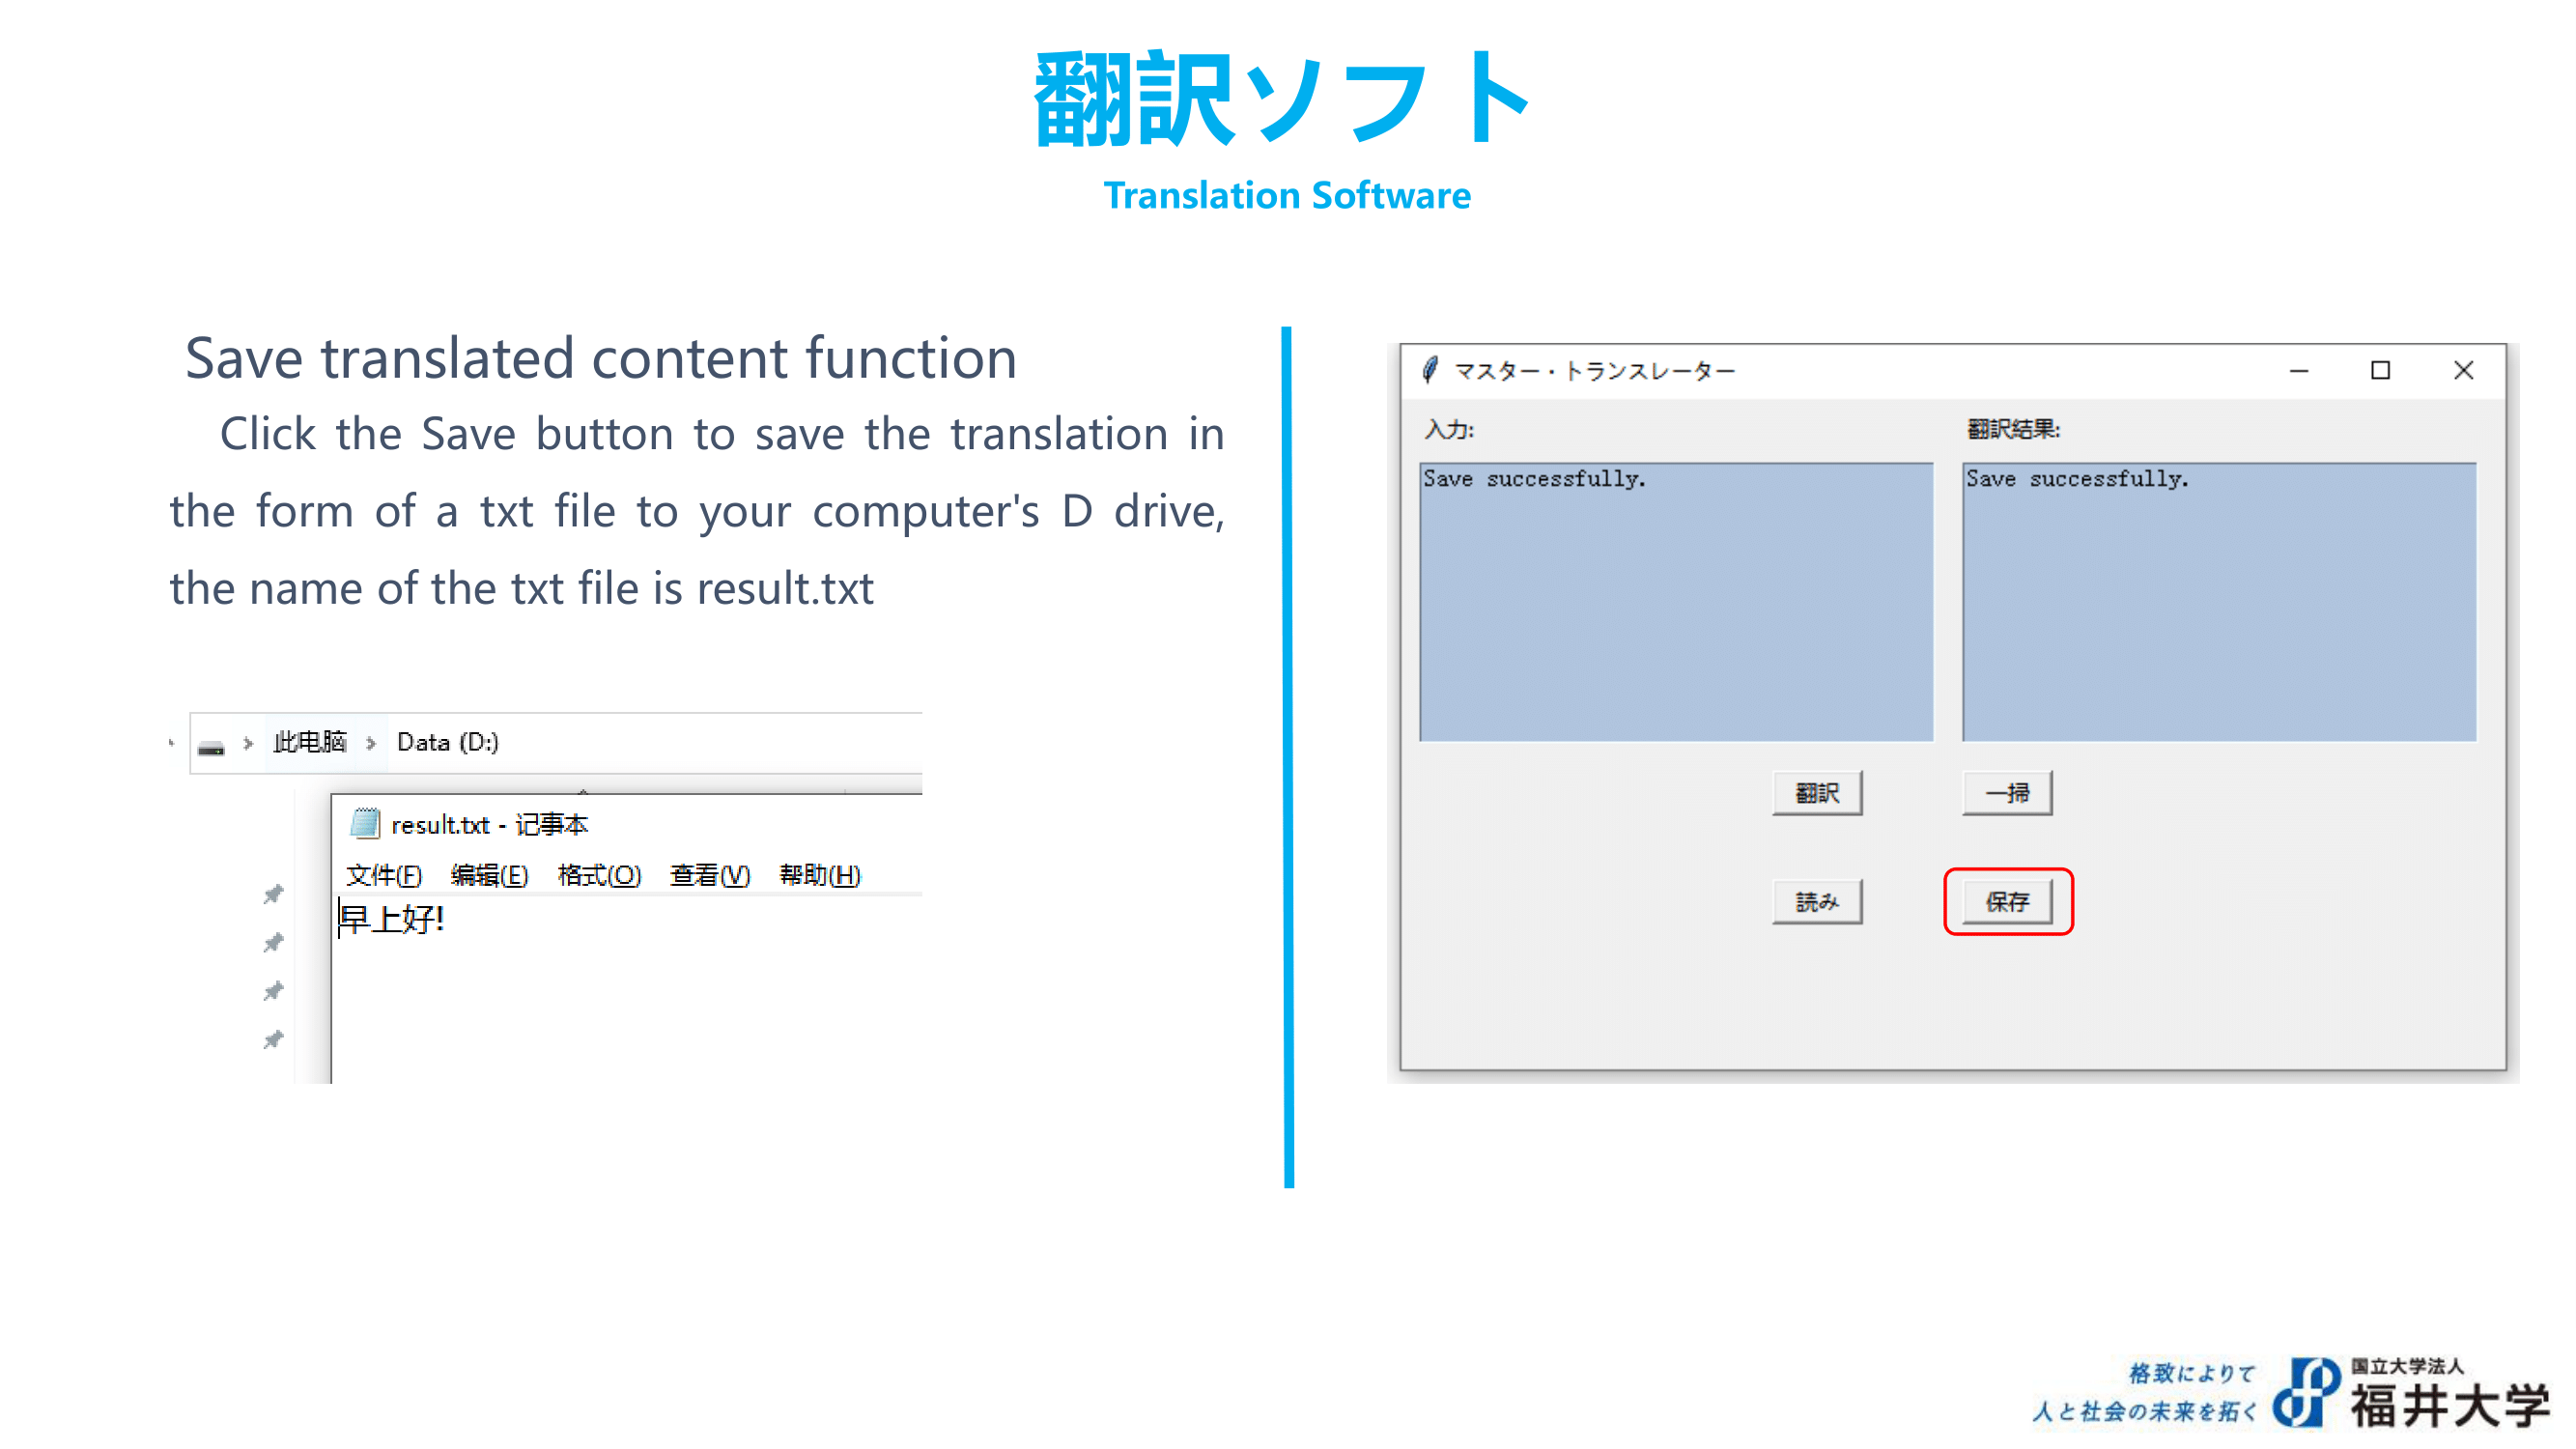 翻訳ソフト
Translation Software
Save translated content function
Click the Save button to save the translation in
the form of a txt file to your computer's D drive,
the name of the txt file is result.txt
此电脑 Data (D:)
result.txt - 记事本
文件(F) 编辑(E) 格式(O) 查看(V) 帮助(H)
早上好!
マスター・トランスレーター
入力: 翻訳結果:
Save successfully. Save successfully.
翻訳 一掃
読み 保存
格致によりて
人と社会の未来を拓く
国立大学法人
福井大学